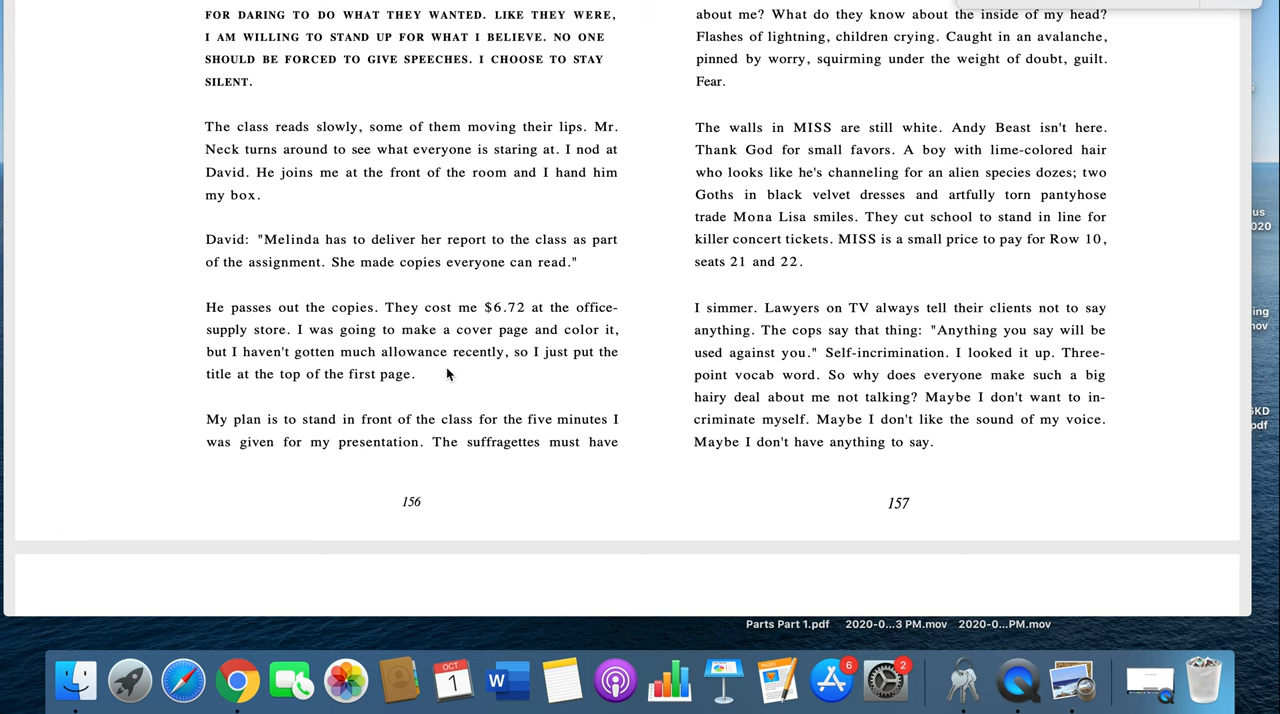 FOR DARING TO DO WHAT THEY WANTED. LIKE THEY WERE,
I AM WILLING TO STAND UP FOR WHAT I BELIEVE. NO ONE
SHOULD BE FORCED TO GIVE SPEECHES. I CHOOSE TO STAY
SILENT.
The class reads slowly, some of them moving their lips. Mr.
Neck turns around to see what everyone is staring at. I nod at
David. He joins me at the front of the room and I hand him
my box.
David: "Melinda has to deliver her report to the class as part
of the assignment. She made copies everyone can read."
He passes out the copies. They cost me $6.72 at the office-
supply store. I was going to make a cover page and color it,
but I haven't gotten much allowance recently, so I just put the
title at the top of the first page.
My plan is to stand in front of the class for the five minutes I
was given for my presentation. The suffragettes must have
156
about me? What do they know about the inside of my head?
Flashes of lightning, children crying. Caught in an avalanche,
pinned by worry, squirming under the weight of doubt, guilt.
Fear.
The walls in MISS are still white. Andy Beast isn't here.
Thank God for small favors. A boy with lime-colored hair
who looks like he's channeling for an alien species dozes; two
Goths in black velvet dresses and artfully torn pantyhose
trade Mona Lisa smiles. They cut school to stand in line for
killer concert tickets. MISS is a small price to pay for Row 10,
seats 21 and 22.
I simmer. Lawyers on TV always tell their clients not to say
anything. The cops say that thing: "Anything you say will be
used against you." Self-incrimination. I looked it up. Three-
point vocab word. So why does everyone make such a big
hairy deal about me not talking? Maybe I don't want to in-
criminate myself. Maybe I don't like the sound of my voice.
Maybe I don't have anything to say.
157
us
020
ing
nov
GKD
pdf
Parts Part 1.pdf 2020-0...3 PM.mov 2020-0...PM.mov
OCT
1
W
PAGES
6
2